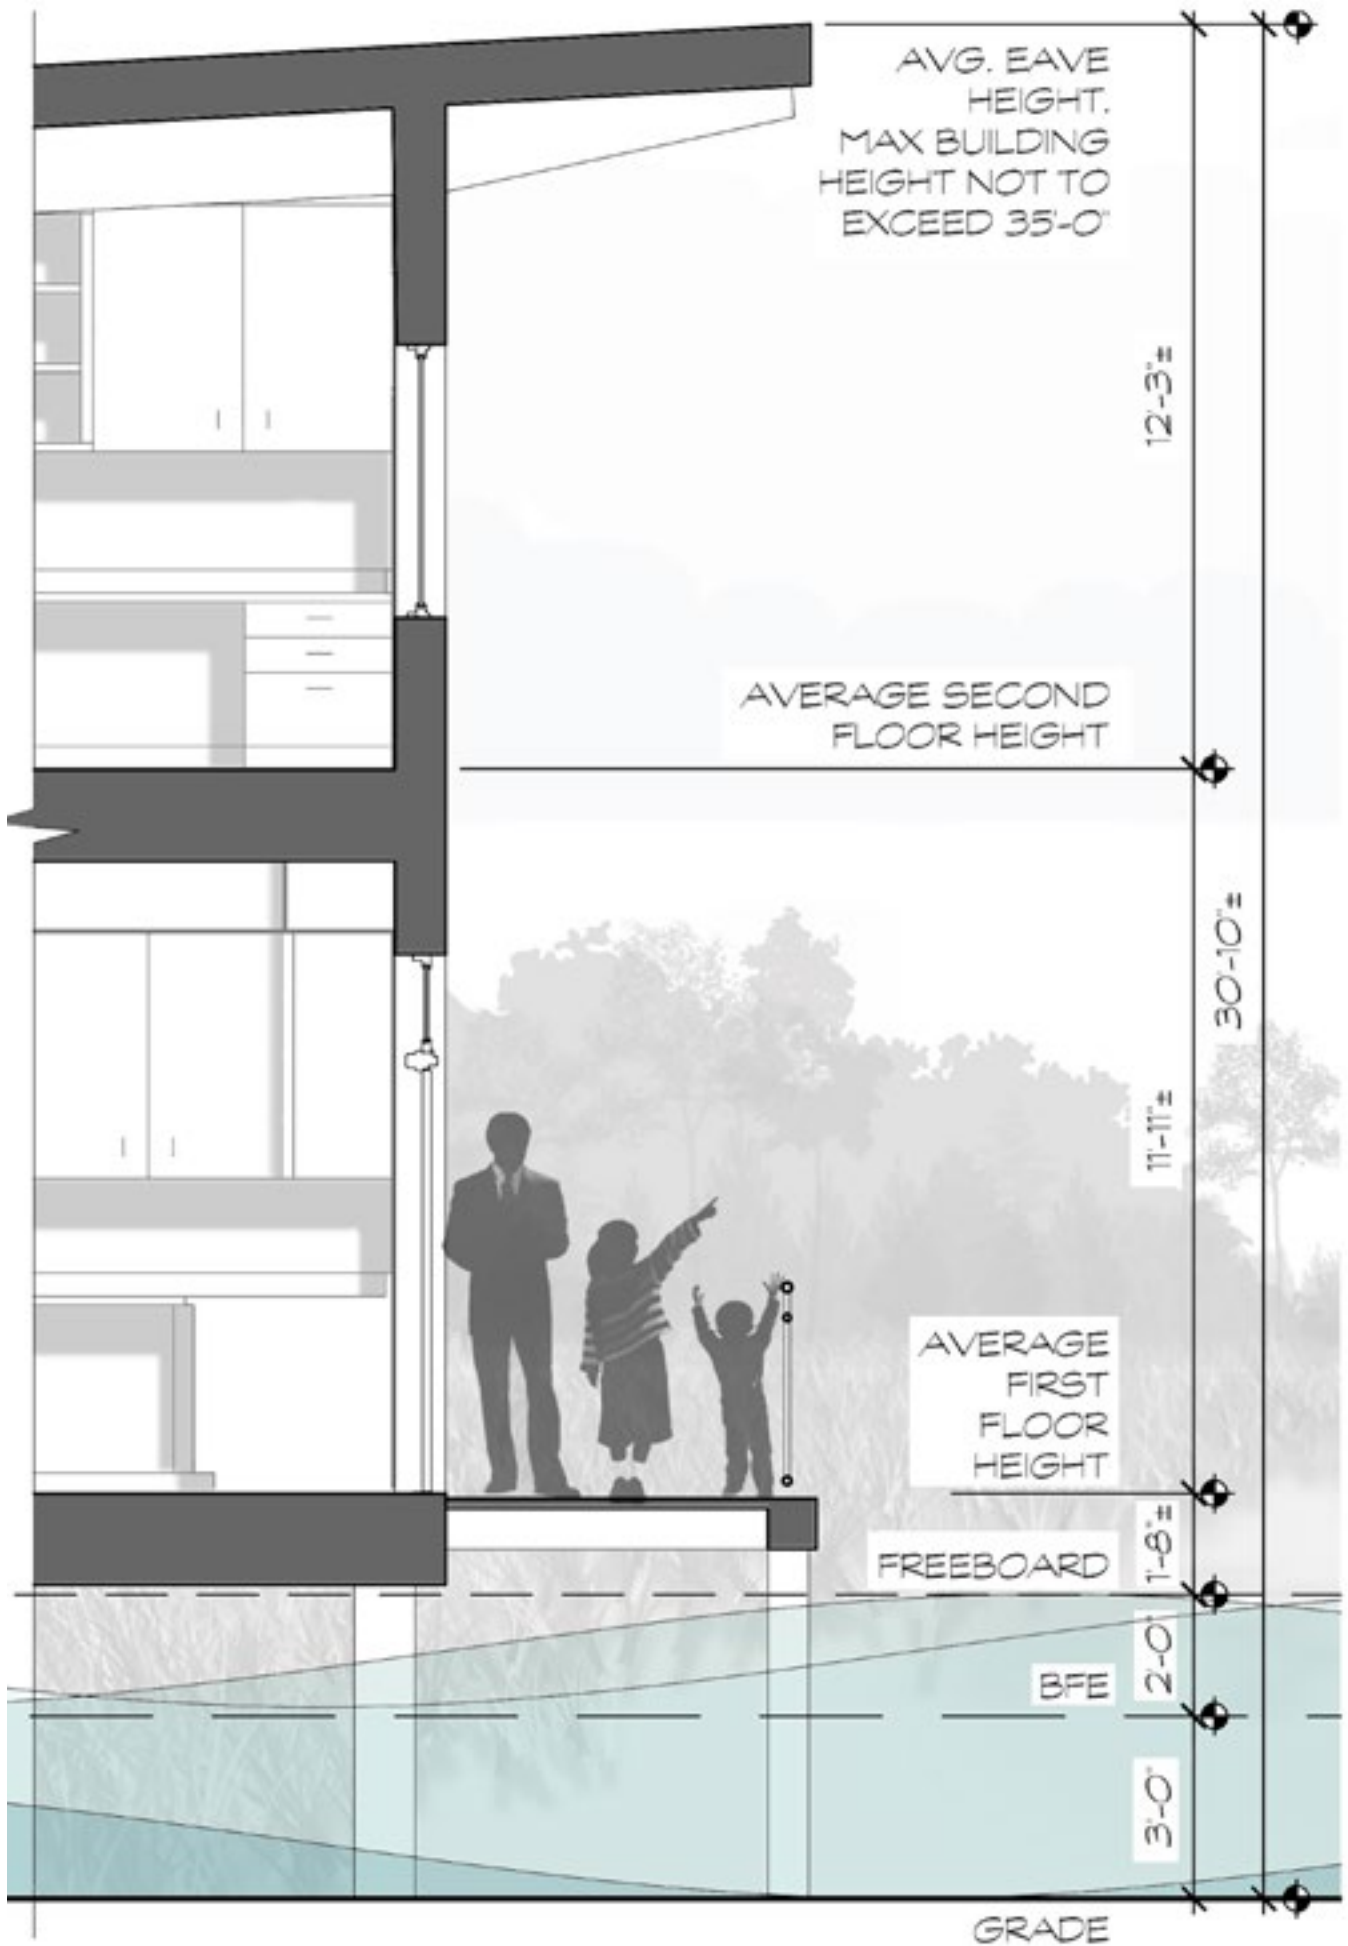 AVG. EAVE
HEIGHT.
MAX BUILDING
HEIGHT NOT TO
EXCEED 35'-0"
12'-3"±
AVERAGE SECOND
FLOOR HEIGHT
30'-10"±
11'-11"±
AVERAGE
FIRST
FLOOR
HEIGHT
1'-8"±
FREEBOARD
2'-0"
BFE
3'-0"
GRADE